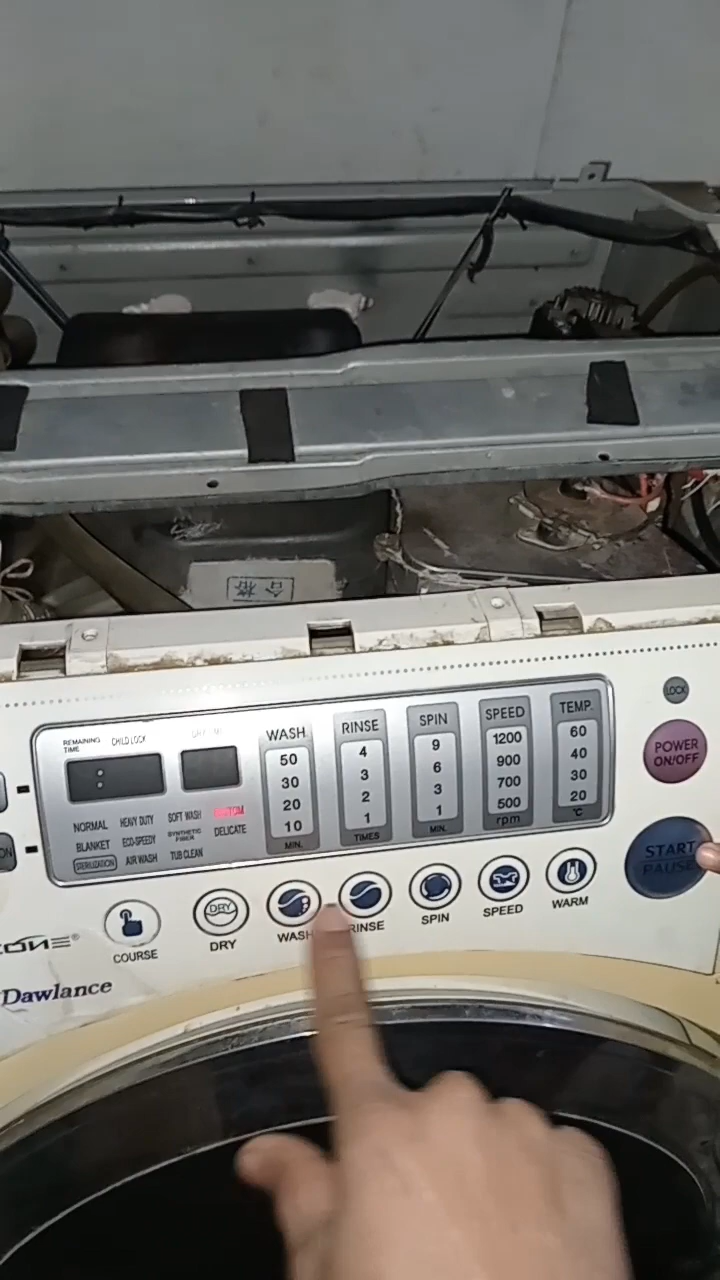 合格
LOCK
POWER
ON/OFF
START
PAUSE
REMAINING
TIME
CHILD LOCK
WASH
50
30
20
10
MIN.
RINSE
4
3
2
1
TIMES
SPIN
9
6
3
1
MIN.
SPEED
1200
900
700
500
rpm
TEMP.
60
40
30
20
°C
NORMAL
HEAVY DUTY
SOFT WASH
BLANKET
ECO-SPEEDY
SYNTHETIC
FIBER
DELICATE
STERILIZATION
AIR WASH
TUB CLEAN
COURSE
DRY
DRY
WASH
RINSE
SPIN
SPEED
WARM
Dawlance